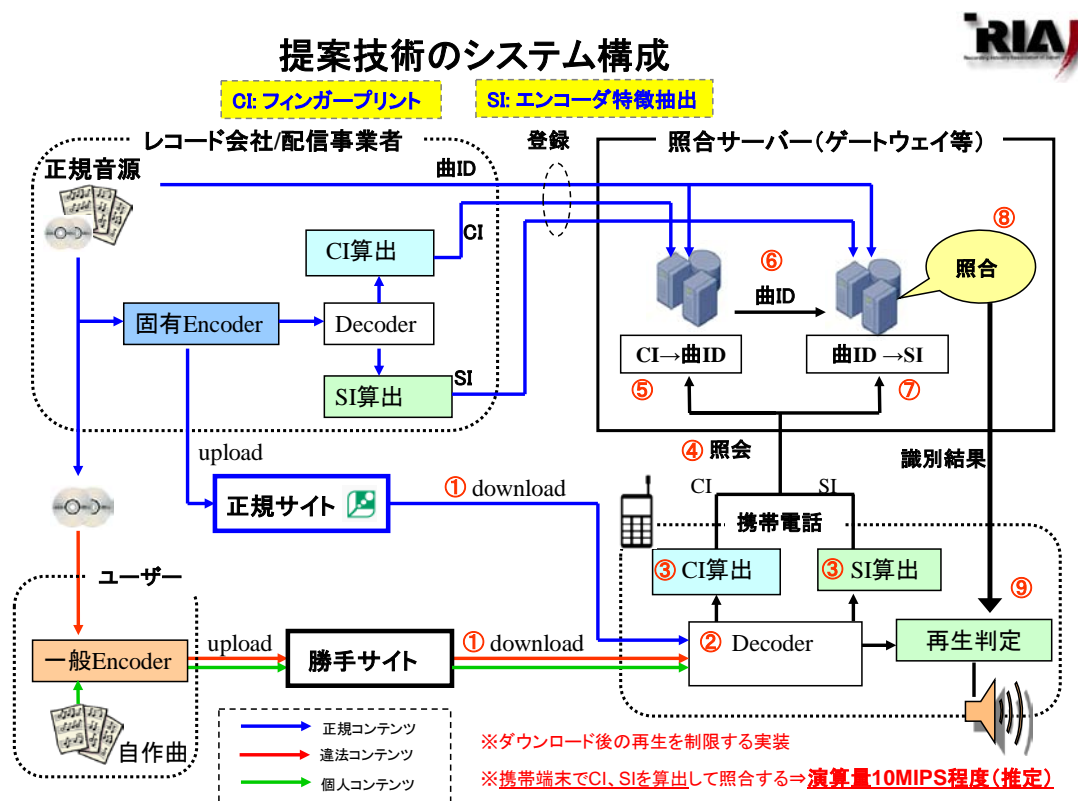 RIAJ
Recording Industry Association of Japan
提案技術のシステム構成
CI: フィンガープリント
SI: エンコーダ特徴抽出
レコード会社/配信事業者
登録
照合サーバー(ゲートウェイ等)
正規音源
曲ID
⑧
CI
CI算出
⑥
照合
曲ID
固有Encoder
Decoder
CI→曲ID
曲ID →SI
SI
⑤
⑦
SI算出
upload
④ 照会
識別結果
CI
SI
正規サイト
① download
携帯電話
ユーザー
③ CI算出
③ SI算出
⑨
一般Encoder
upload
勝手サイト
① download
② Decoder
再生判定
自作曲
正規コンテンツ
違法コンテンツ
個人コンテンツ
※ダウンロード後の再生を制限する実装
※携帯端末でCI、SIを算出して照合する⇒演算量10MIPS程度(推定)